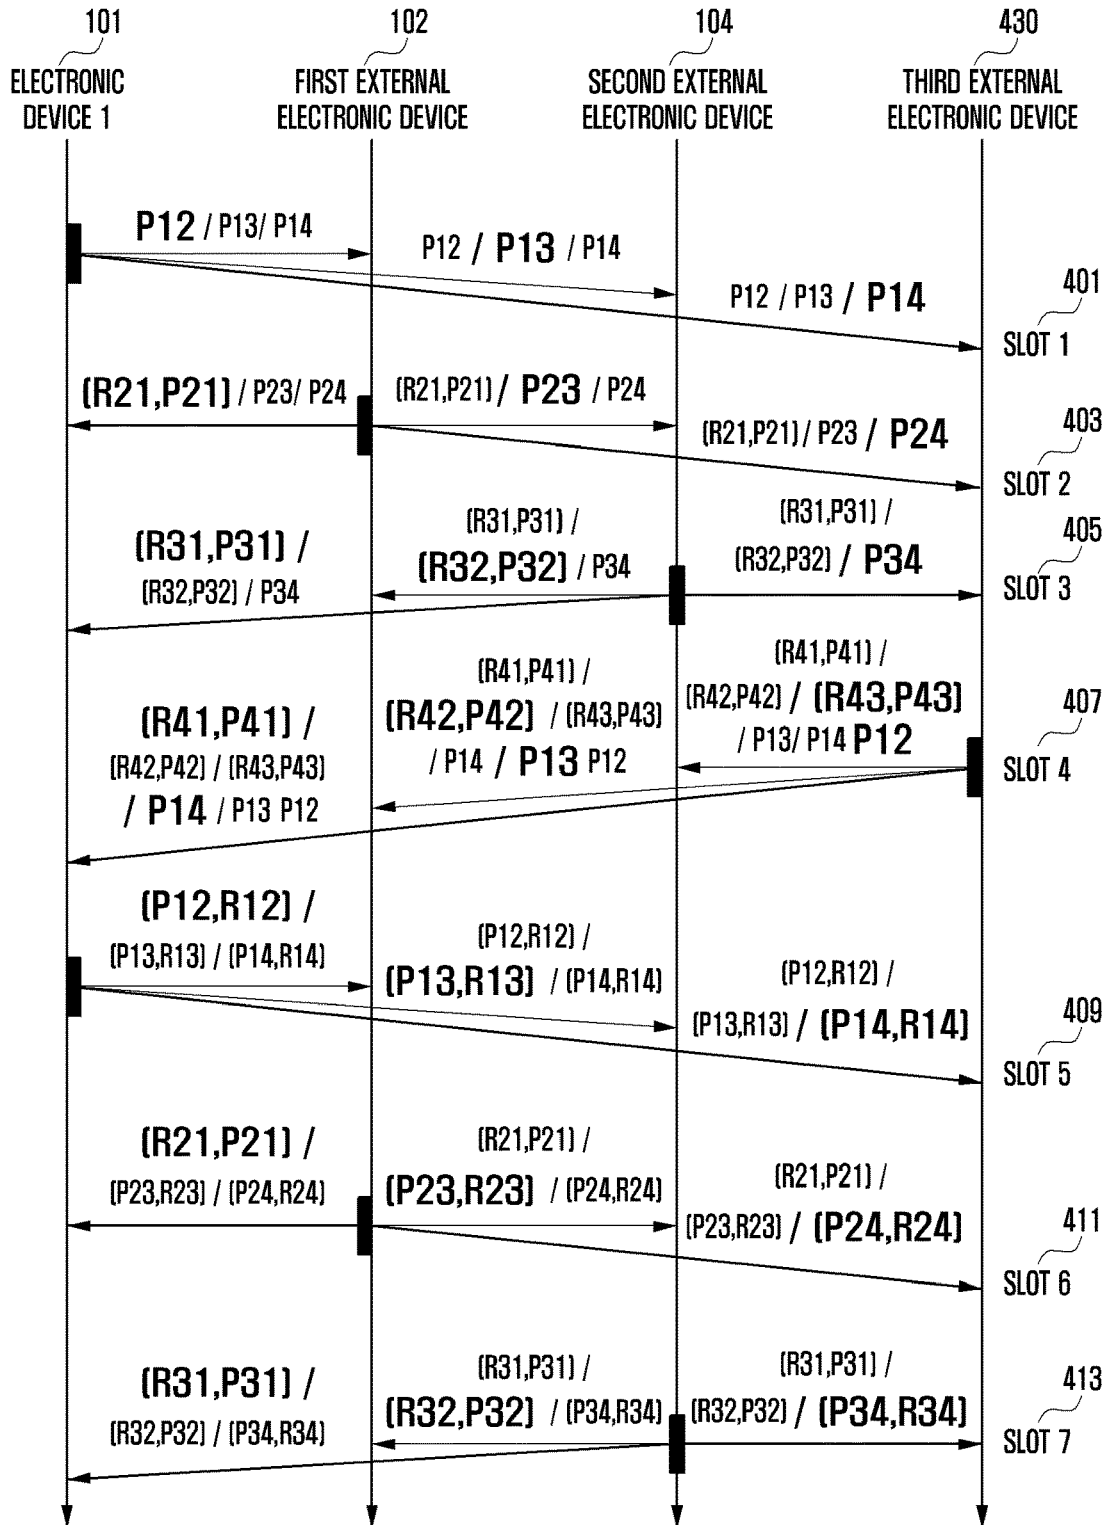 101
102
104
430
ELECTRONIC
DEVICE 1
FIRST EXTERNAL
ELECTRONIC DEVICE
SECOND EXTERNAL
ELECTRONIC DEVICE
THIRD EXTERNAL
ELECTRONIC DEVICE
P12 / P13/ P14
P12 / P13 / P14
P12 / P13 / P14
401
SLOT 1
(R21,P21) / P23/ P24
(R21,P21) / P23 / P24
(R21,P21) / P23 / P24
403
SLOT 2
(R31,P31) /
(R32,P32) / P34
(R31,P31) /
(R32,P32) / P34
(R31,P31) /
(R32,P32) / P34
405
SLOT 3
(R41,P41) /
(R42,P42) / (R43,P43)
/ P14 / P13 P12
(R41,P41) /
(R42,P42) / (R43,P43)
/ P14 / P13 P12
(R41,P41) /
(R42,P42) / (R43,P43)
/ P13/ P14 P12
407
SLOT 4
(P12,R12) /
(P13,R13) / (P14,R14)
(P12,R12) /
(P13,R13) / (P14,R14)
(P12,R12) /
(P13,R13) / (P14,R14)
409
SLOT 5
(R21,P21) /
(P23,R23) / (P24,R24)
(R21,P21) /
(P23,R23) / (P24,R24)
(R21,P21) /
(P23,R23) / (P24,R24)
411
SLOT 6
(R31,P31) /
(R32,P32) / (P34,R34)
(R31,P31) /
(R32,P32) / (P34,R34)
(R31,P31) /
(R32,P32) / (P34,R34)
413
SLOT 7